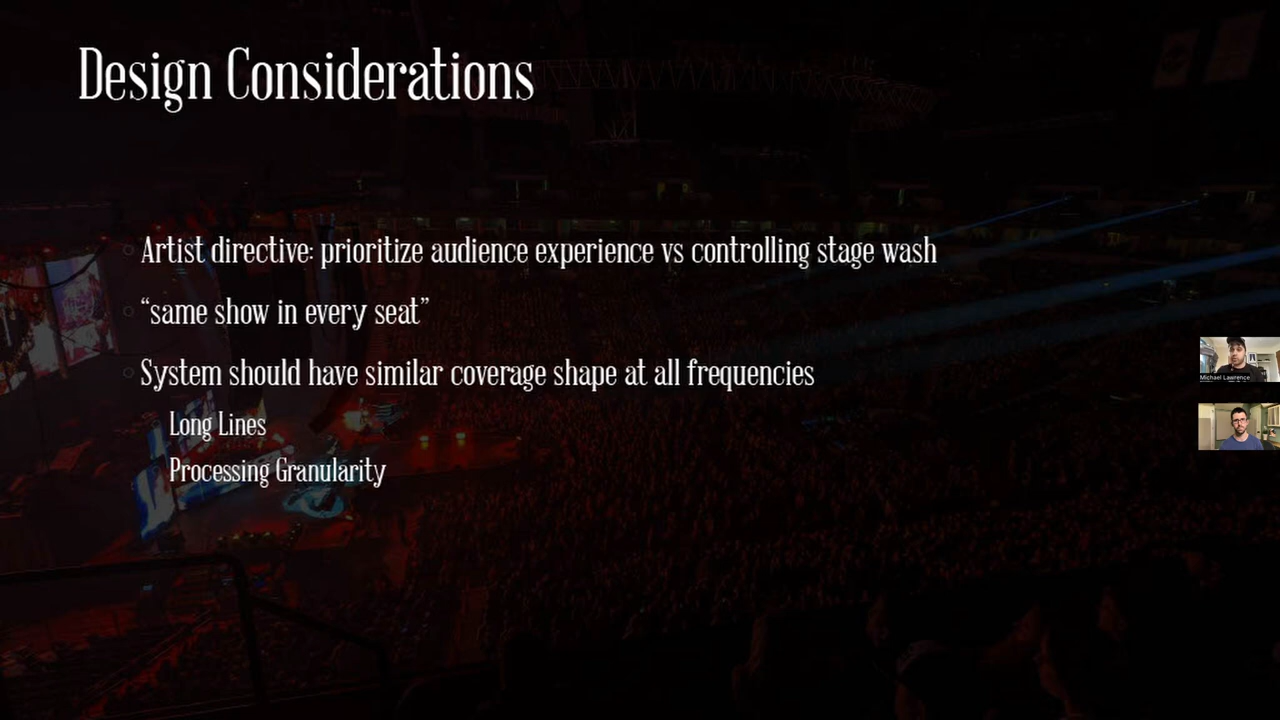 Design Considerations
Artist directive: prioritize audience experience vs controlling stage wash
“same show in every seat”
System should have similar coverage shape at all frequencies
Long Lines
Processing Granularity
Michael Lawrence